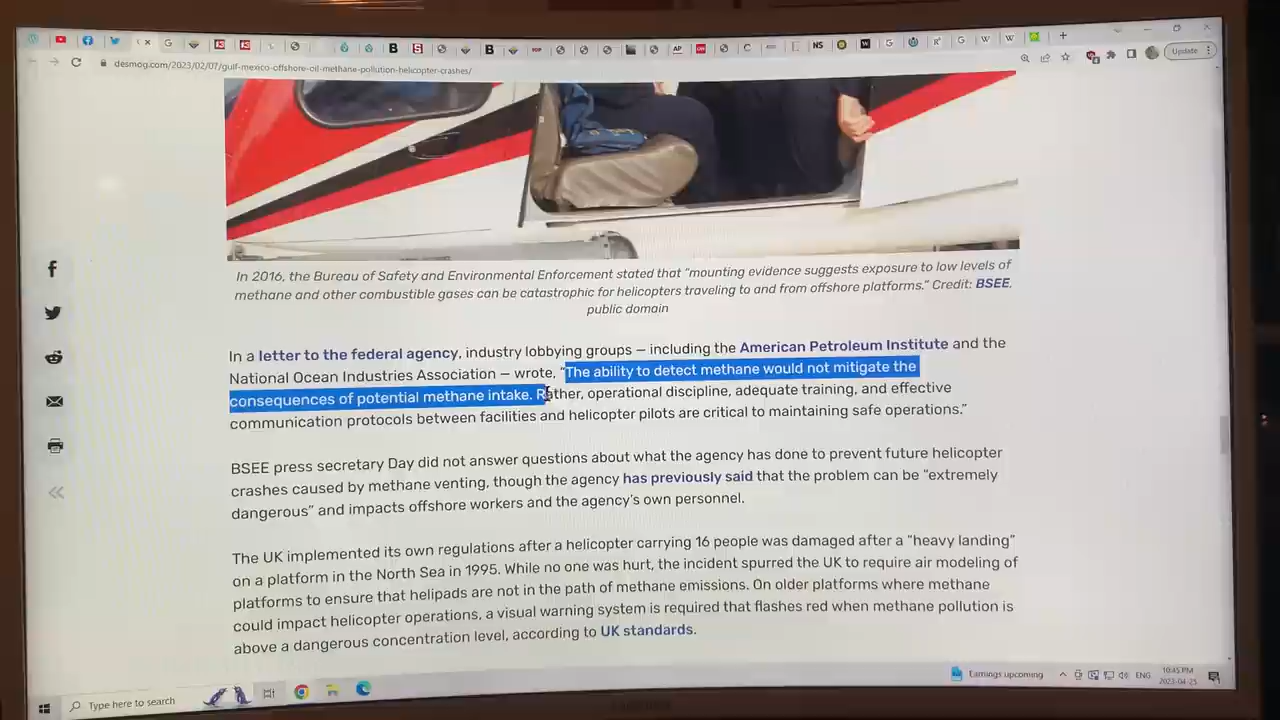 B
S
B
AP
C
NS
W
G
G
W
W
desmog.com/2023/02/07/gulf-mexico-offshore-oil-methane-pollution-helicopter-crashes/
Update
In 2016, the Bureau of Safety and Environmental Enforcement stated that "mounting evidence suggests exposure to low levels of
methane and other combustible gases can be catastrophic for helicopters traveling to and from offshore platforms." Credit: BSEE,
public domain
In a letter to the federal agency, industry lobbying groups — including the American Petroleum Institute and the
National Ocean Industries Association — wrote, "The ability to detect methane would not mitigate the
consequences of potential methane intake. Rather, operational discipline, adequate training, and effective
communication protocols between facilities and helicopter pilots are critical to maintaining safe operations."
BSEE press secretary Day did not answer questions about what the agency has done to prevent future helicopter
crashes caused by methane venting, though the agency has previously said that the problem can be "extremely
dangerous" and impacts offshore workers and the agency's own personnel.
The UK implemented its own regulations after a helicopter carrying 16 people was damaged after a "heavy landing"
on a platform in the North Sea in 1995. While no one was hurt, the incident spurred the UK to require air modeling of
platforms to ensure that helipads are not in the path of methane emissions. On older platforms where methane
could impact helicopter operations, a visual warning system is required that flashes red when methane pollution is
above a dangerous concentration level, according to UK standards.
Type here to search
Earnings upcoming
ENG
10:45 PM
2023-04-25